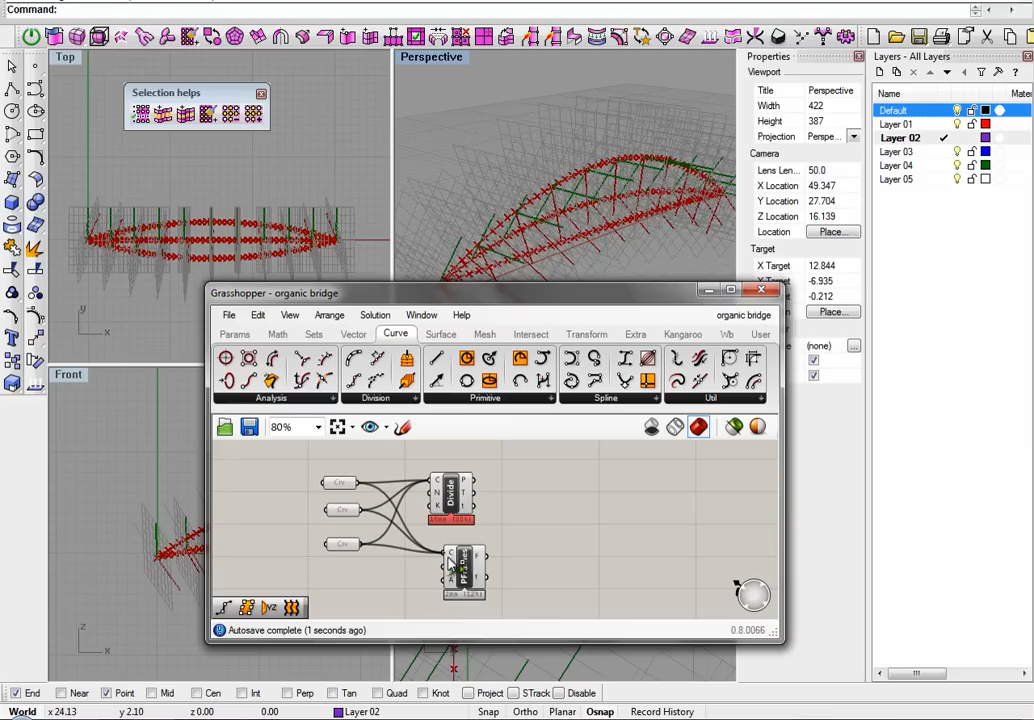 Command:
Top
Selection helps
Perspective
Properties
Viewport
Title Perspective
Width 422
Height 387
Projection Perspe...
Camera
Lens Len... 50.0
X Location 49.347
Y Location 27.704
Z Location 16.139
Location Place...
Target
X Target 12.844
-6.935
-0.212
Place...
(none) ...
Layers - All Layers
Name Mater
Default
Layer 01
Layer 02
Layer 03
Layer 04
Layer 05
Front
Grasshopper - organic bridge
File Edit View Arrange Solution Window Help organic bridge
Params Math Sets Vector Curve Surface Mesh Intersect Transform Extra Kangaroo Wb User
Analysis Division Primitive Spline Util
80%
Crv
Crv
Crv
C P
N Divide T
K t
C F
PFrames
A t
Autosave complete (1 seconds ago) 0.8.0066
End Near Point Mid Cen Int Perp Tan Quad Knot Project STrack Disable
World x 24.13 y 2.10 z 0.00 0.00 Layer 02 Snap Ortho Planar Osnap Record History